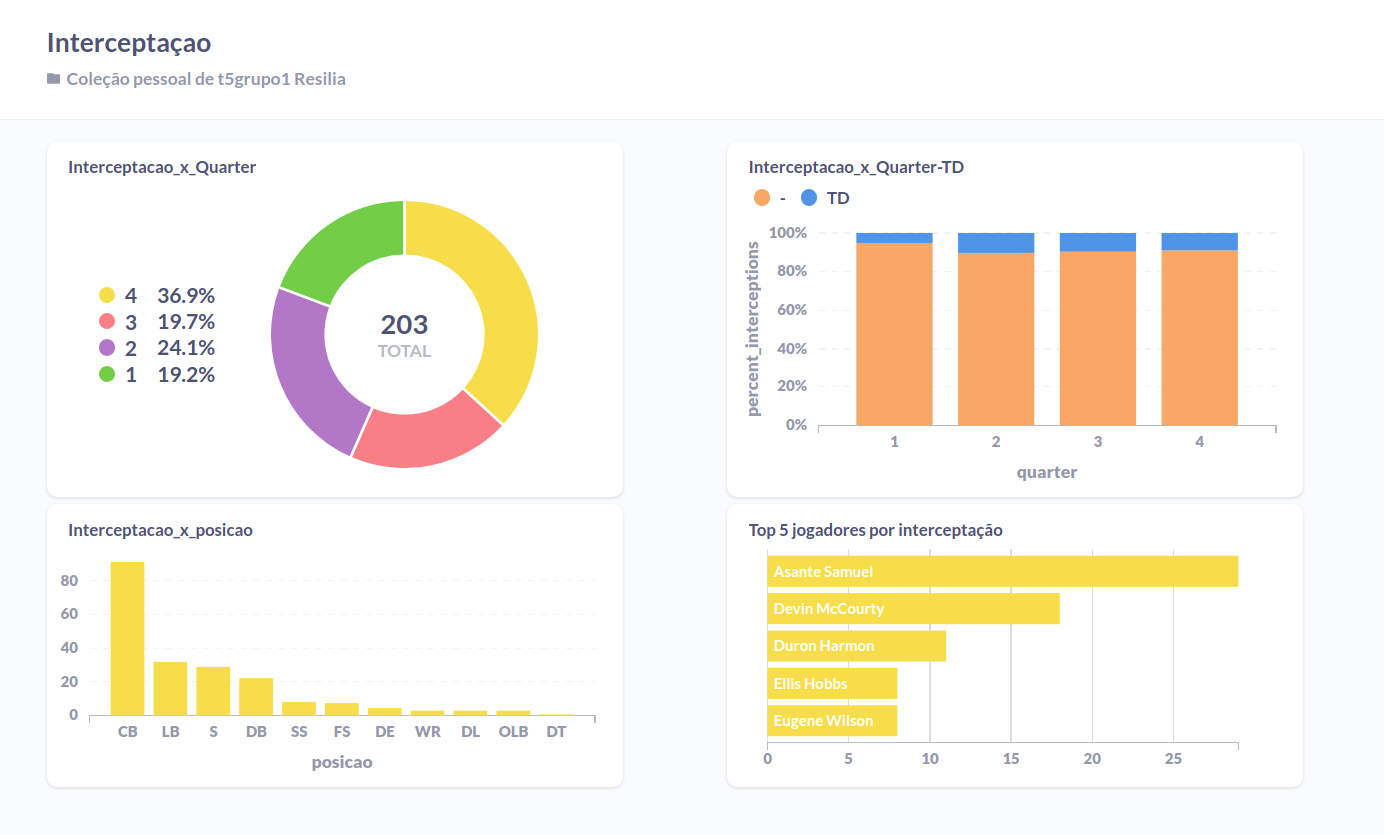 Interceptaçao
Coleção pessoal de t5grupo1 Resilia
Interceptacao_x_Quarter
4 36.9%
3 19.7%
2 24.1%
1 19.2%
203
TOTAL
Interceptacao_x_Quarter-TD
- TD
percent_interceptions
100%
80%
60%
40%
20%
0%
1 2 3 4
quarter
Interceptacao_x_posicao
80
60
40
20
0
CB LB S DB SS FS DE WR DL OLB DT
posicao
Top 5 jogadores por interceptação
Asante Samuel
Devin McCourty
Duron Harmon
Ellis Hobbs
Eugene Wilson
0 5 10 15 20 25